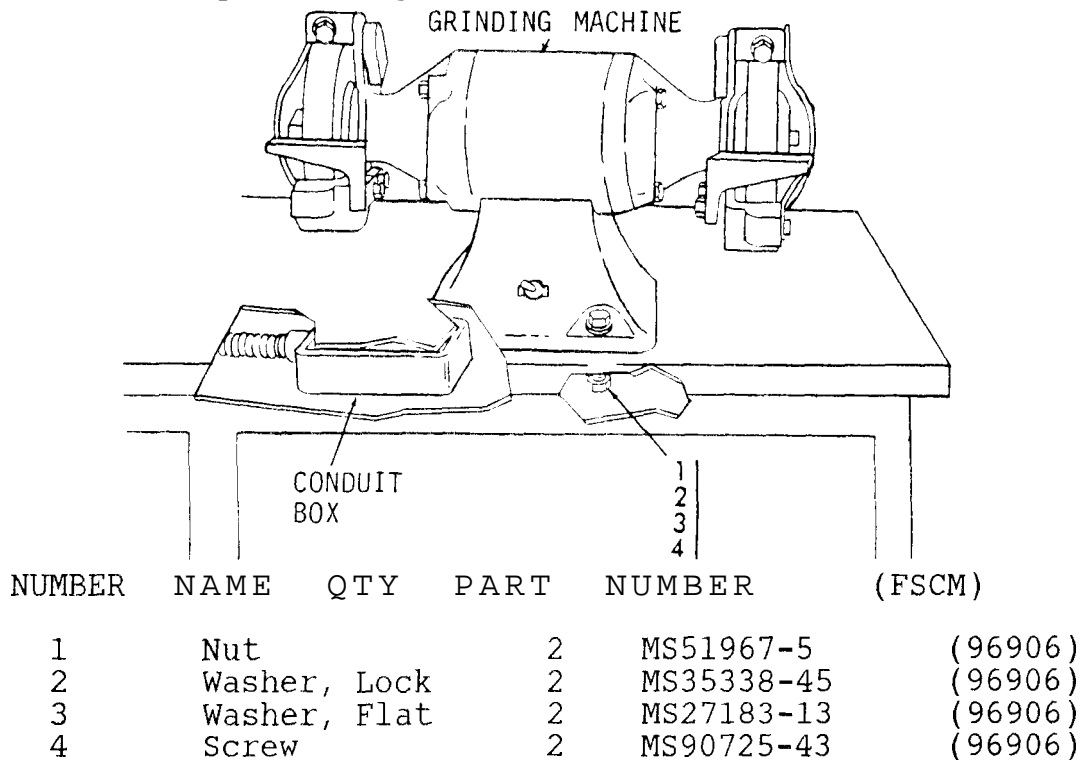 GRINDING MACHINE
CONDUIT
BOX
1
2
3
4
NUMBER NAME QTY PART NUMBER (FSCM)
1 Nut 2 MS51967-5 (96906)
2 Washer, Lock 2 MS35338-45 (96906)
3 Washer, Flat 2 MS27183-13 (96906)
4 Screw 2 MS90725-43 (96906)